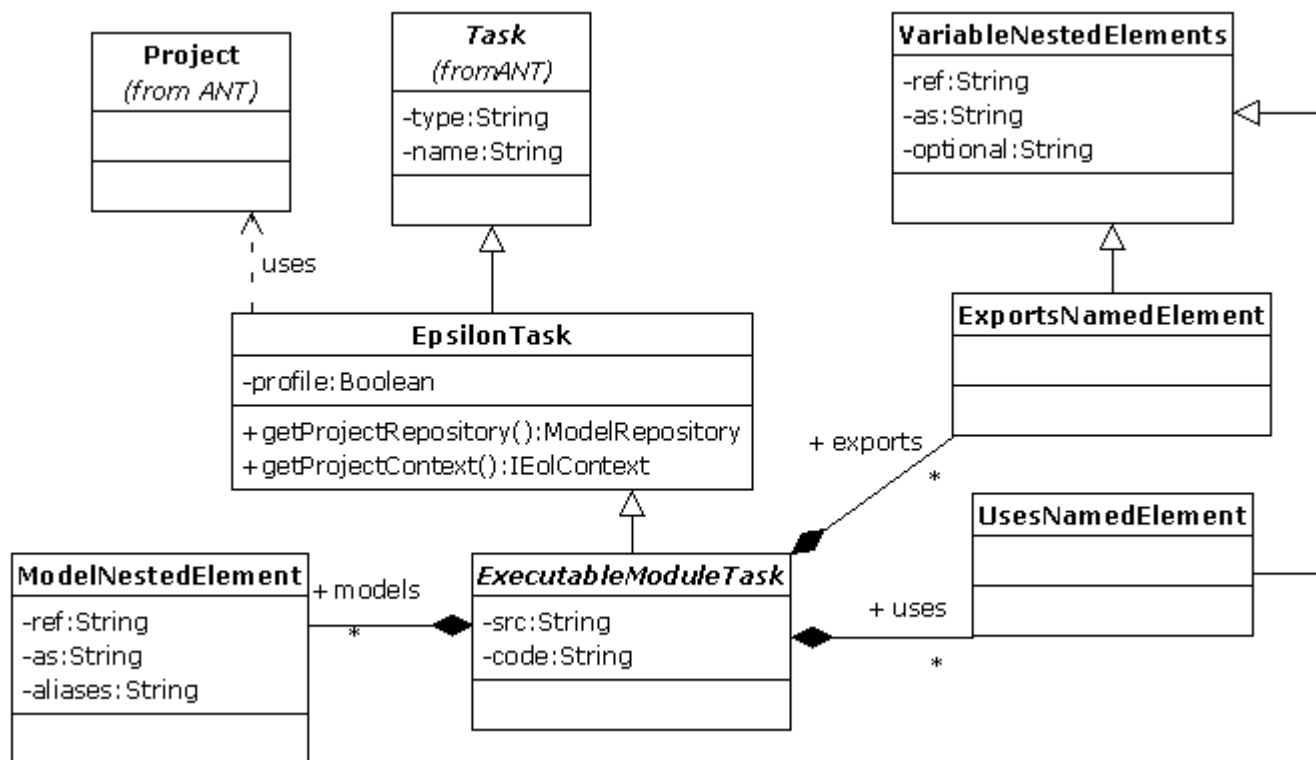 Project
(from ANT)
Task
(fromANT)
-type:String
-name:String
VariableNestedElements
-ref:String
-as:String
-optional:String
uses
EpsilonTask
-profile:Boolean
+getProjectRepository():ModelRepository
+getProjectContext():IEolContext
ExportsNamedElement
+ exports
*
UsesNamedElement
ModelNestedElement
-ref:String
-as:String
-aliases:String
+ models
*
ExecutableModuleTask
-src:String
-code:String
+ uses
*